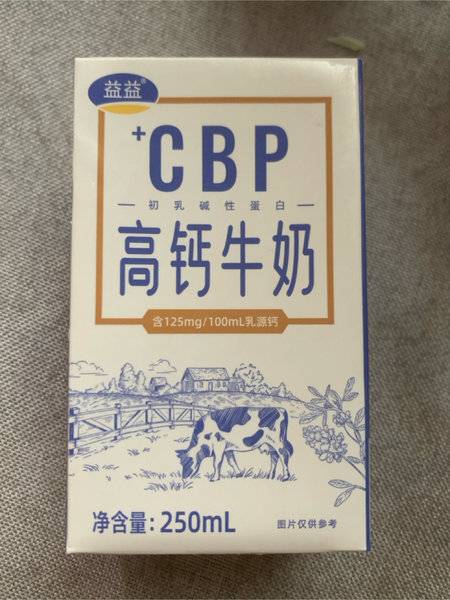 益益®
+CBP
初乳碱性蛋白
高钙牛奶
含125mg/100mL乳源钙
净含量：250mL
图片仅供参考